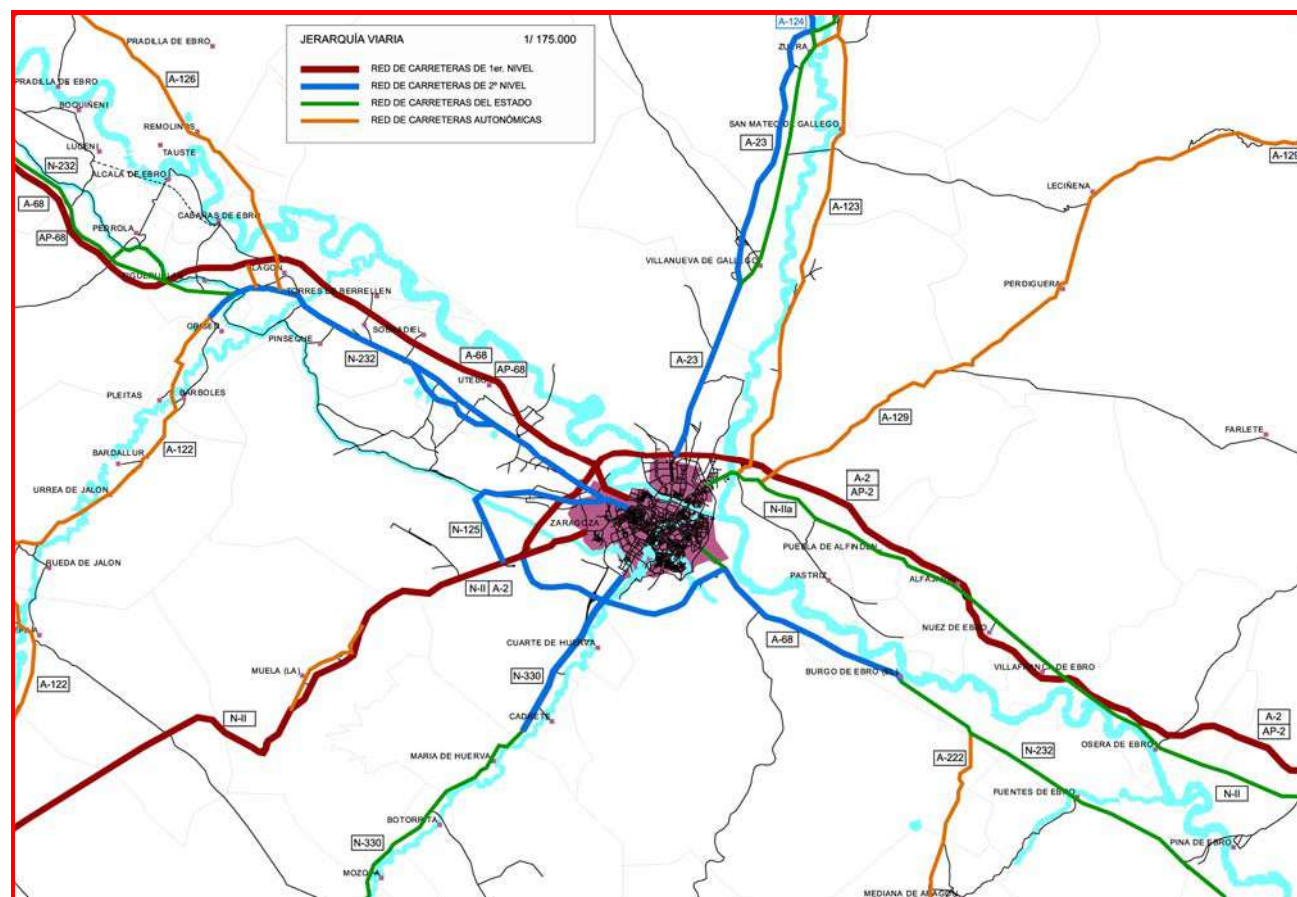 JERARQUÍA VIARIA 1/ 175.000
RED DE CARRETERAS DE 1er. NIVEL
RED DE CARRETERAS DE 2º NIVEL
RED DE CARRETERAS DEL ESTADO
RED DE CARRETERAS AUTONÓMICAS
A-124
ZUERA
PRADILLA DE EBRO
A-126
PRADILLA DE EBRO
BOQUIÑENI
REMOLINOS
LUCENI
TAUSTE
N-232
ALCALÁ DE EBRO
SAN MATEO DE GALLEGO
A-23
A-129
LECIÑENA
A-68
AP-68
PEDROLA
CABAÑAS DE EBRO
A-123
VILLANUEVA DE GALLEGO
PERDIGUERA
TORRES DE BERRELLEN
GRISEN
PINSEQUE
SOBRADIEL
N-232
A-68
AP-68
A-23
UTEBO
PLEITAS
BARBOLES
A-129
FARLETE
A-122
BARDALLUR
URREA DE JALON
A-2
AP-2
N-IIa
N-125
ZARAGOZA
PUEBLA DE ALFINDEN
RUEDA DE JALON
N-II A-2
PASTRIZ
NUEZ DE EBRO
A-68
CUARTE DE HUERVA
MUELA (LA)
N-330
VILLAFRANCA DE EBRO
BURGO DE EBRO (EL)
A-122
N-II
CADRETE
A-2
AP-2
MARIA DE HUERVA
A-222
N-232
OSERA DE EBRO
FUENTES DE EBRO
N-II
BOTORRITA
N-330
PINA DE EBRO
MEDIANA DE ARAGON